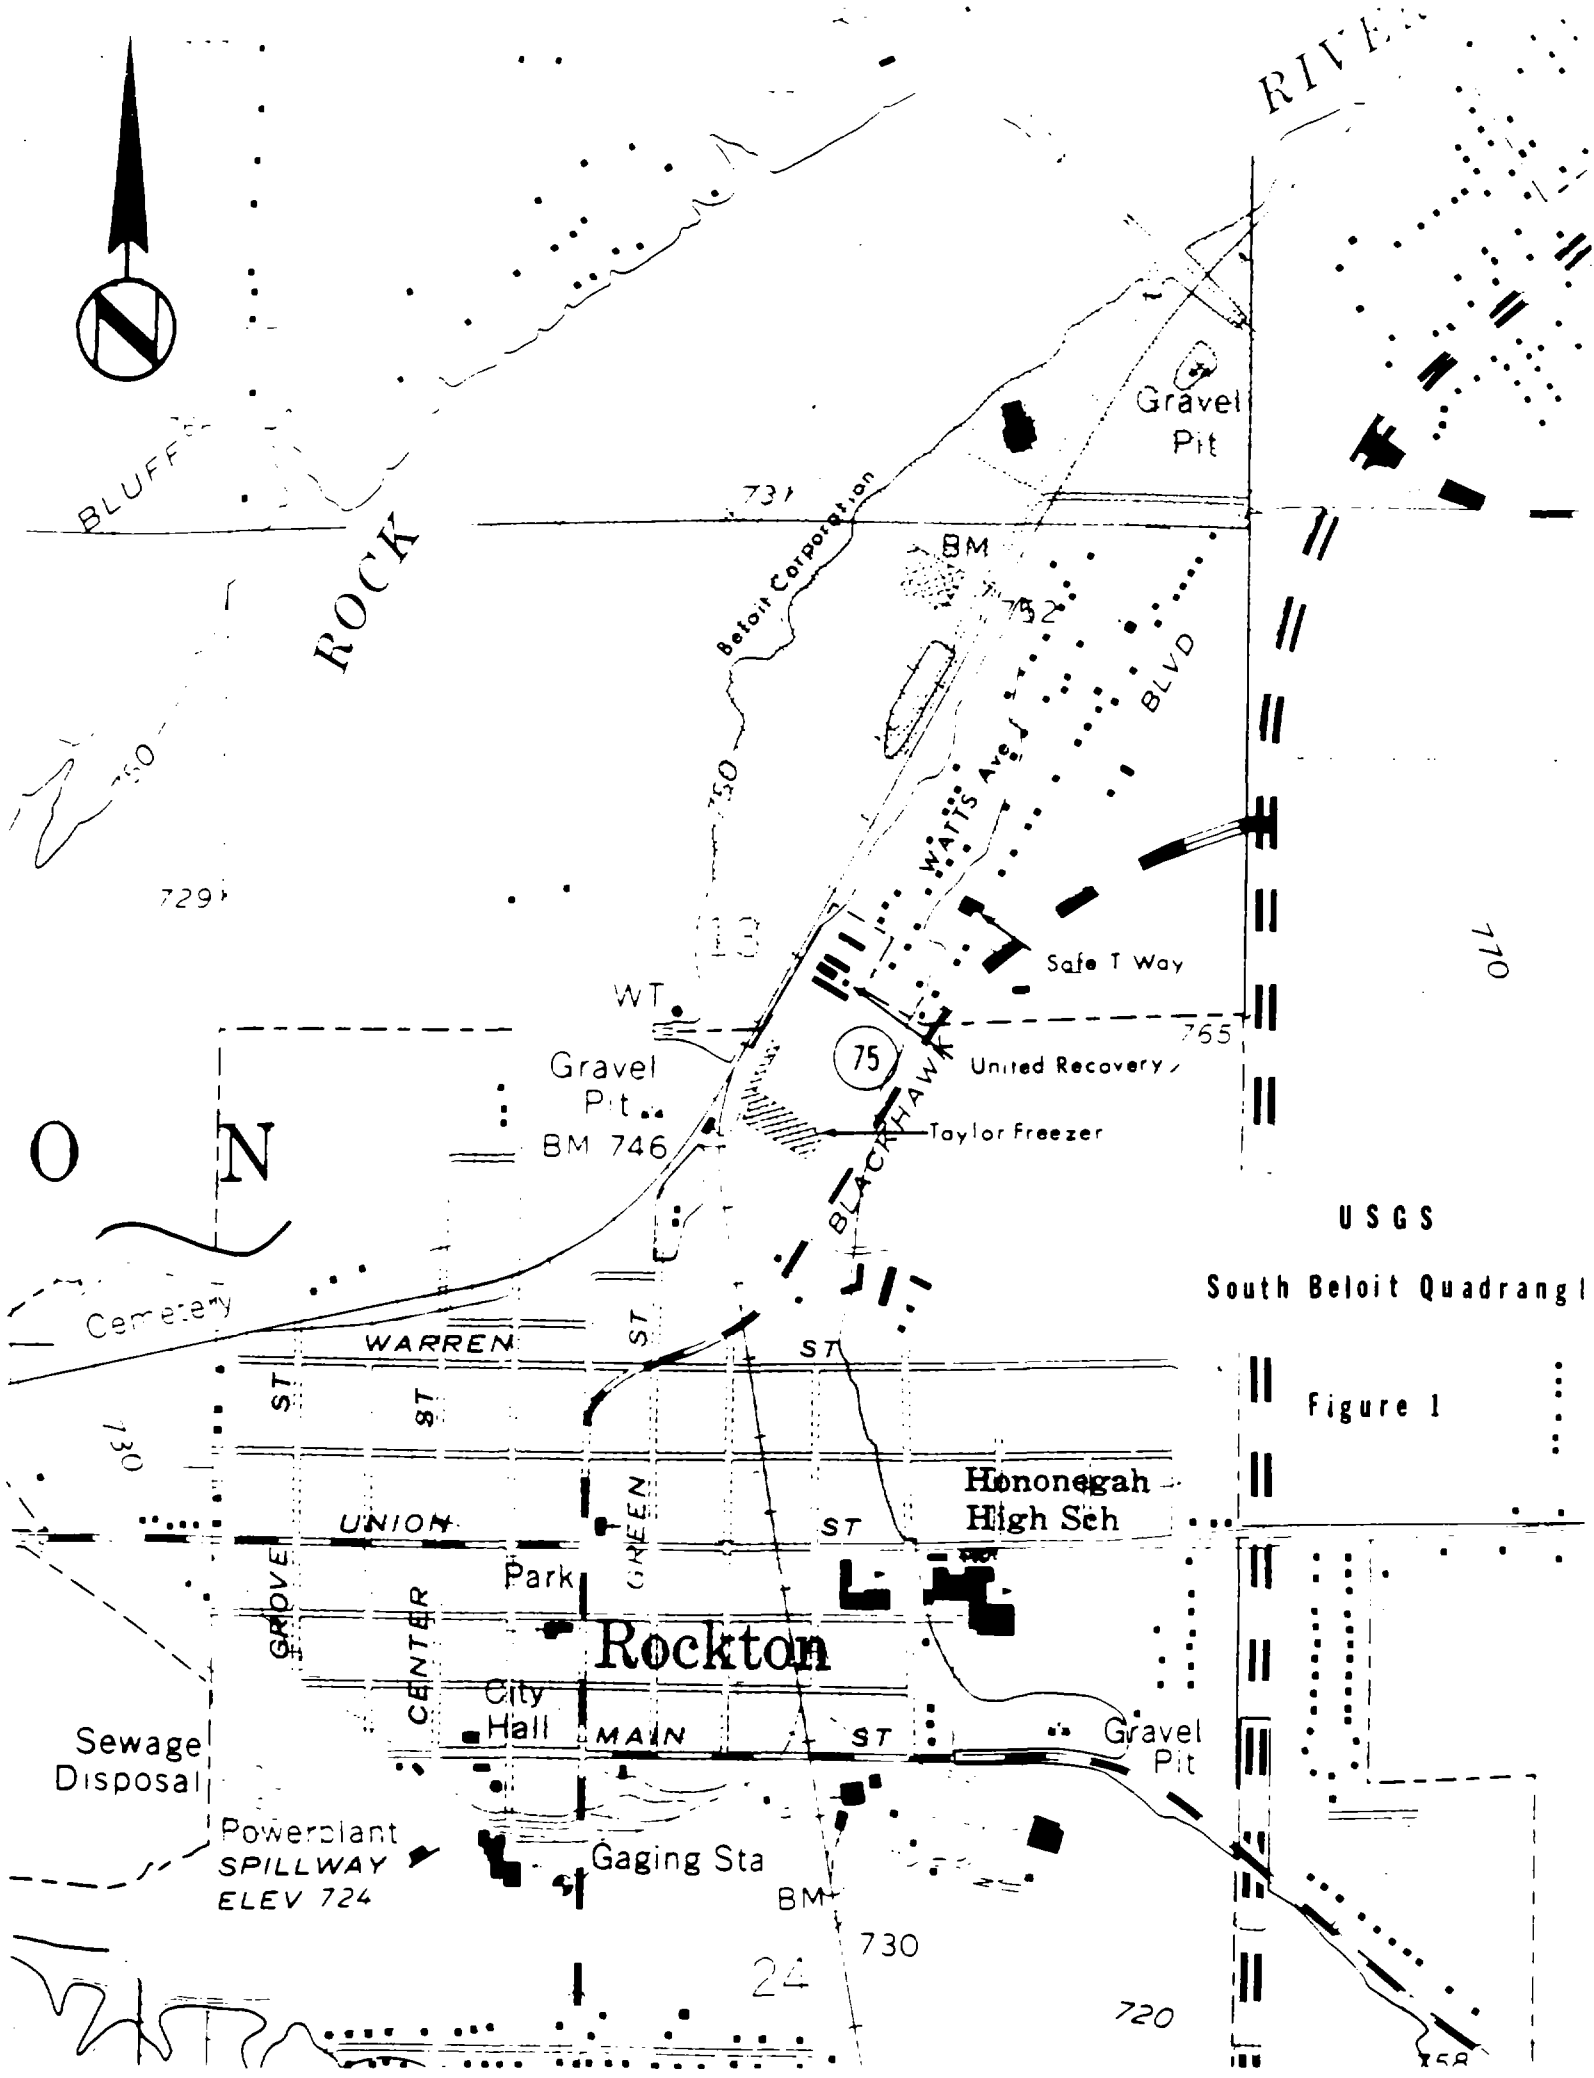 RIVER
N
Gravel
Pit
BLUFF
731
Beloit Corporation
BM
752
ROCK
BLVD
750
750
WATTS Ave
729
13
Safe T Way
770
WT
765
75
United Recovery
Gravel
Pit
BM 746
Taylor Freezer
BLACKHAWK
O N
USGS
South Beloit Quadrangl
Cemetery
WARREN
ST
ST
ST
ST
Figure 1
730
Hononegah
High Sch
UNION
ST
GREEN
Park
GROVE
CENTER
Rockton
City
Hall
MAIN
ST
Gravel
Pit
Sewage
Disposal
Powerplant
SPILLWAY
ELEV 724
Gaging Sta
BM
730
24
720
758